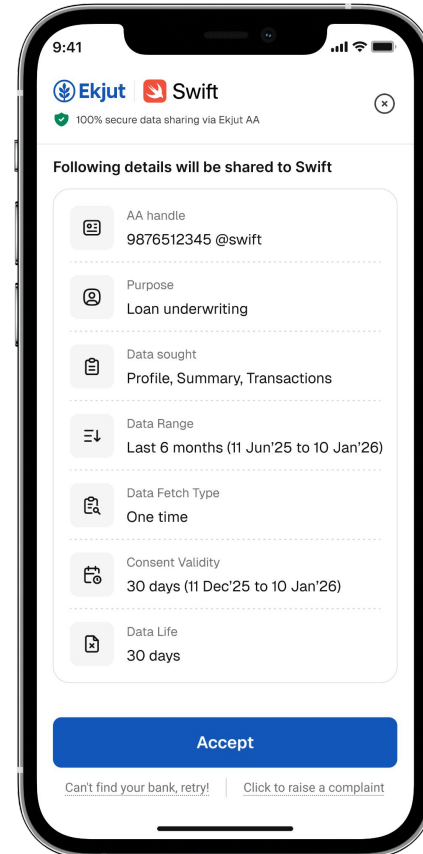 9:41
Ekjut Swift
100% secure data sharing via Ekjut AA
Following details will be shared to Swift
AA handle
9876512345 @swift
Purpose
Loan underwriting
Data sought
Profile, Summary, Transactions
Data Range
Last 6 months (11 Jun’25 to 10 Jan’26)
Data Fetch Type
One time
Consent Validity
30 days (11 Dec’25 to 10 Jan’26)
Data Life
30 days
Accept
Can't find your bank, retry! Click to raise a complaint